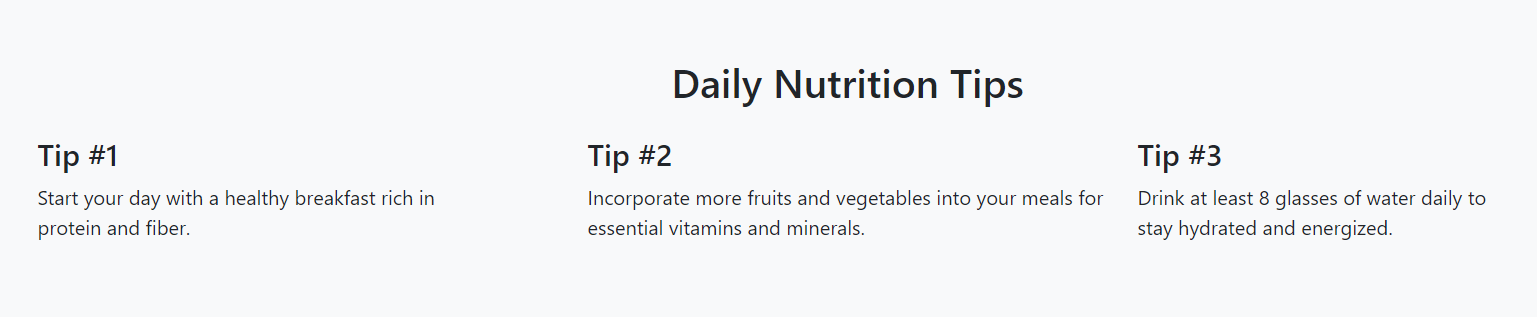 Daily Nutrition Tips
Tip #1
Start your day with a healthy breakfast rich in
protein and fiber.
Tip #2
Incorporate more fruits and vegetables into your meals for
essential vitamins and minerals.
Tip #3
Drink at least 8 glasses of water daily to
stay hydrated and energized.